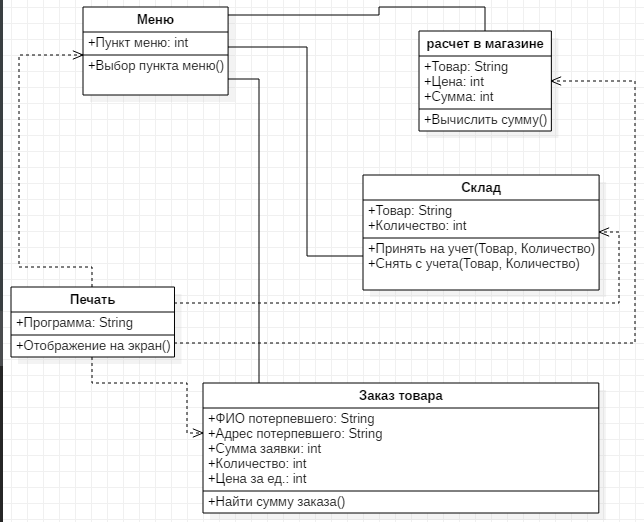 Меню
+Пункт меню: int
+Выбор пункта меню()
расчет в магазине
+Товар: String
+Цена: int
+Сумма: int
+Вычислить сумму()
Склад
+Товар: String
+Количество: int
+Принять на учет(Товар, Количество)
+Снять с учета(Товар, Количество)
Печать
+Программа: String
+Отображение на экран()
Заказ товара
+ФИО потерпевшего: String
+Адрес потерпевшего: String
+Сумма заявки: int
+Количество: int
+Цена за ед.: int
+Найти сумму заказа()